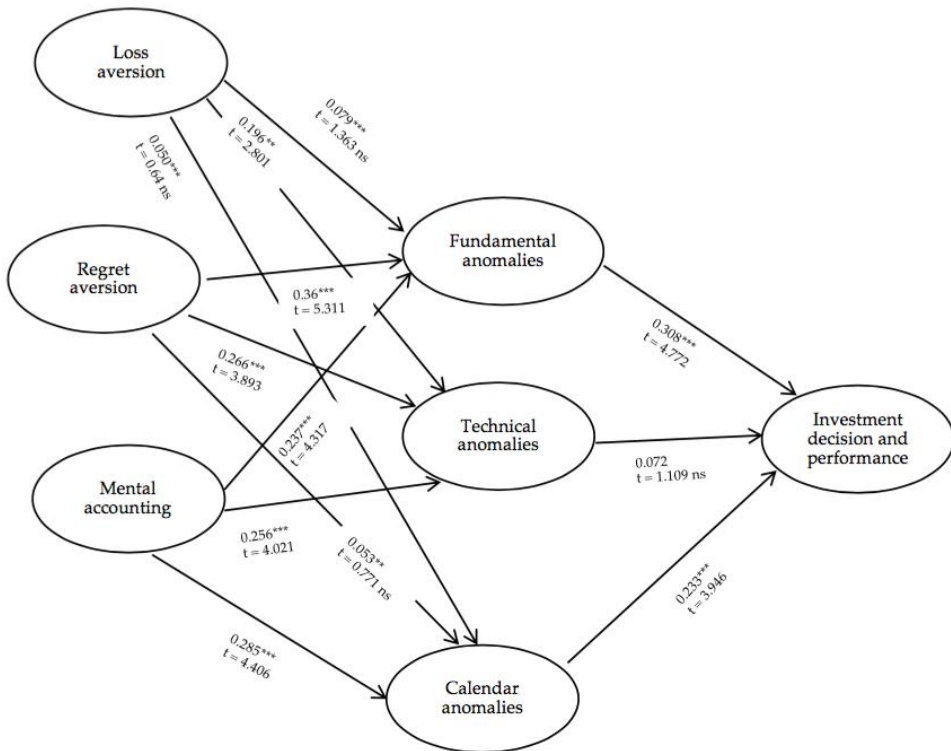 Loss
aversion
0.079***
t = 1.363 ns
0.196**
t = 2.801
0.050***
t = 0.64 ns
Regret
aversion
Fundamental
anomalies
0.36***
t = 5.311
0.308***
t = 4.772
0.266***
t = 3.893
Technical
anomalies
Investment
decision and
performance
0.237***
t = 4.317
0.072
t = 1.109 ns
Mental
accounting
0.256***
t = 4.021
0.053**
t = 0.771 ns
0.233***
t = 3.946
0.285***
t = 4.406
Calendar
anomalies